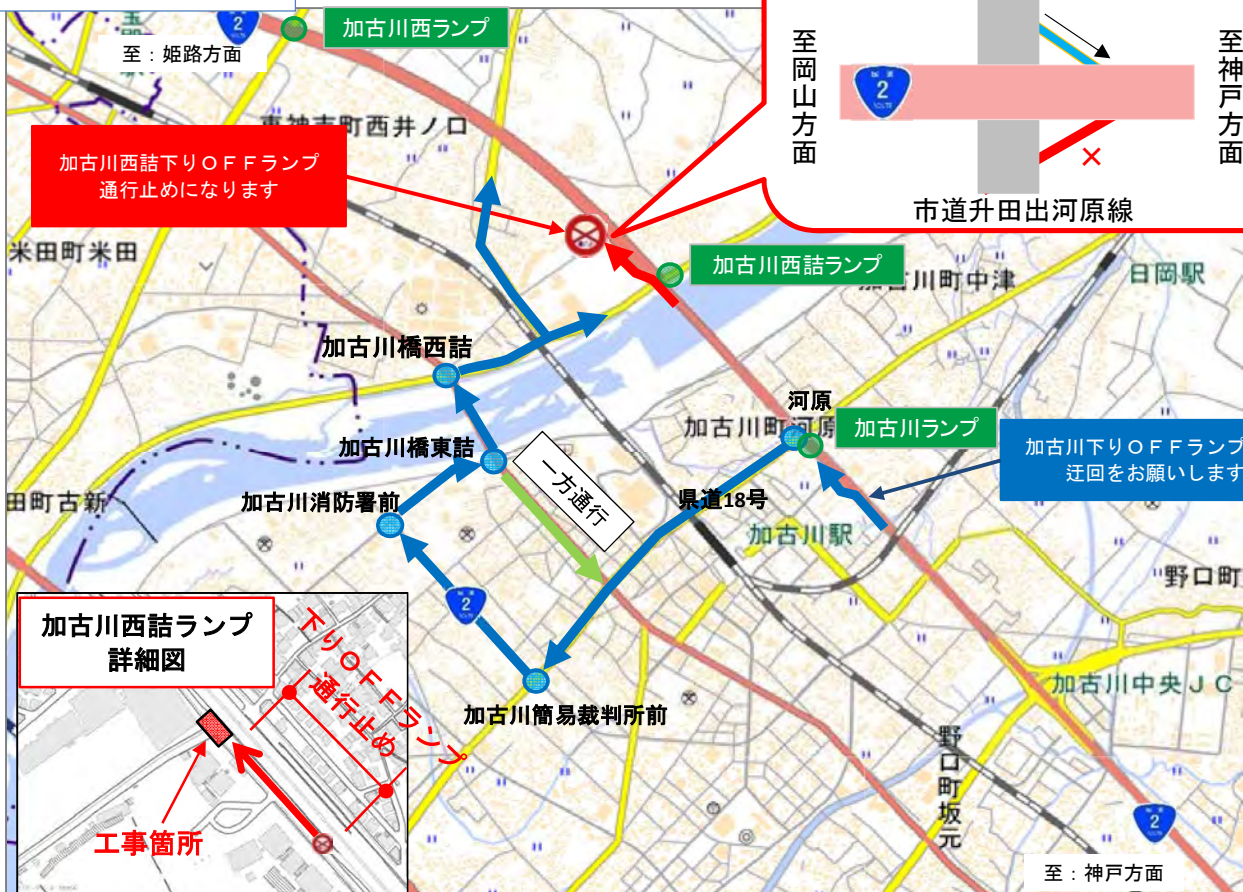 2
加古川西ランプ
至：姫路方面
至岡山方面
国道
2
ROUTE
至神戸方面
×
市道升田出河原線
東神吉町西井ノ口
加古川西詰下りＯＦＦランプ
通行止めになります
米田町米田
加古川西詰ランプ
加古川町中津
日岡駅
加古川橋西詰
河原
加古川町河原
加古川ランプ
加古川下りＯＦＦランプ
迂回をお願いします
加古川橋東詰
一方通行
県道18号
加古川消防署前
田町古新
加古川駅
野口町
2
加古川西詰ランプ
詳細図
下りＯＦＦランプ
通行止め
工事箇所
加古川簡易裁判所前
加古川中央ＪＣ
野口町坂元
2
至：神戸方面